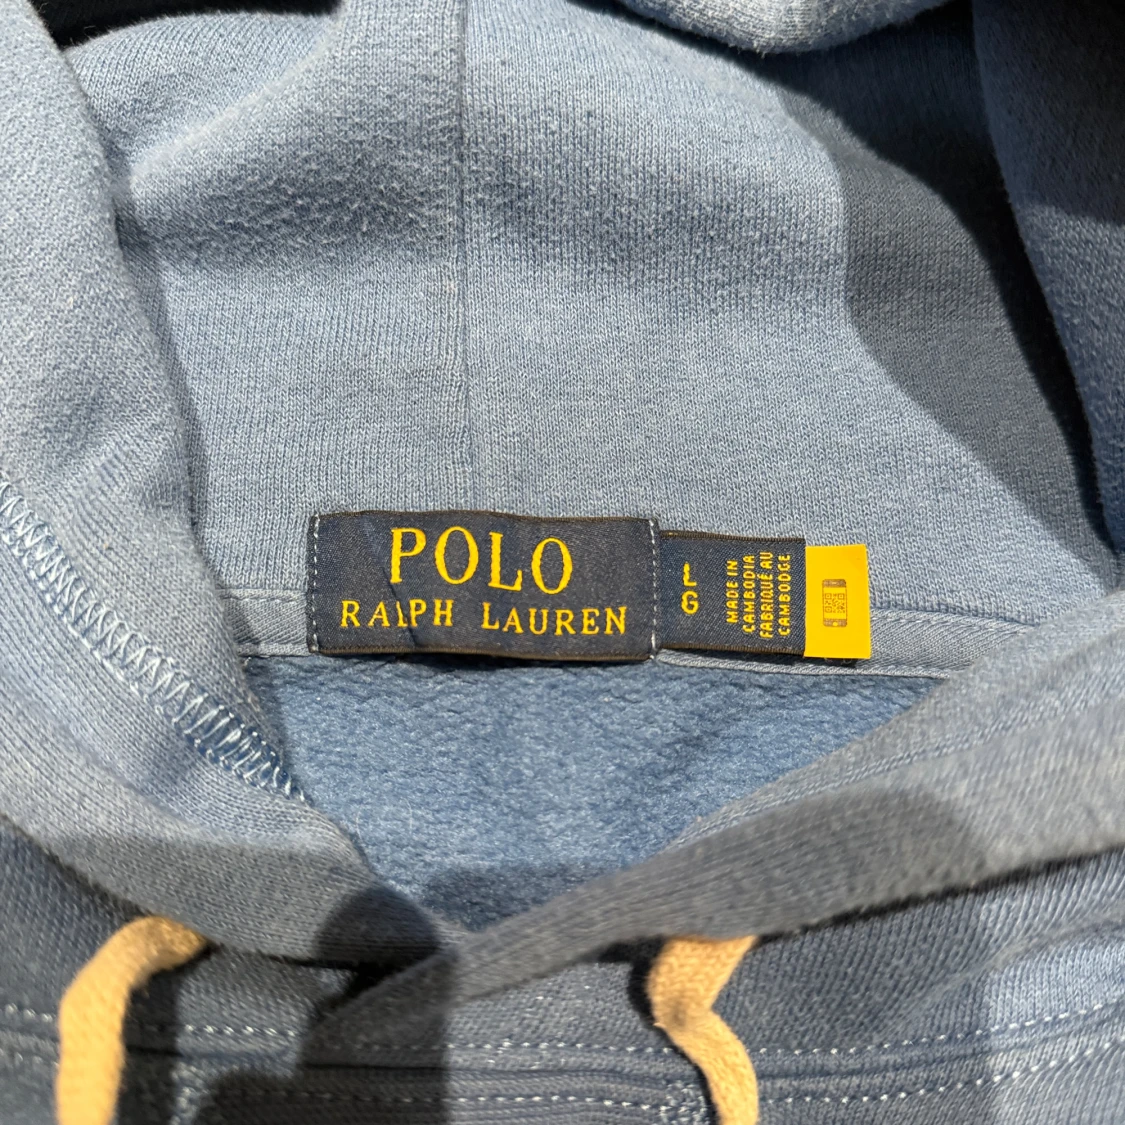 POLO
RALPH LAUREN
L
G
MADE IN
CAMBODIA
FABRIQUÉ AU
CAMBODGE